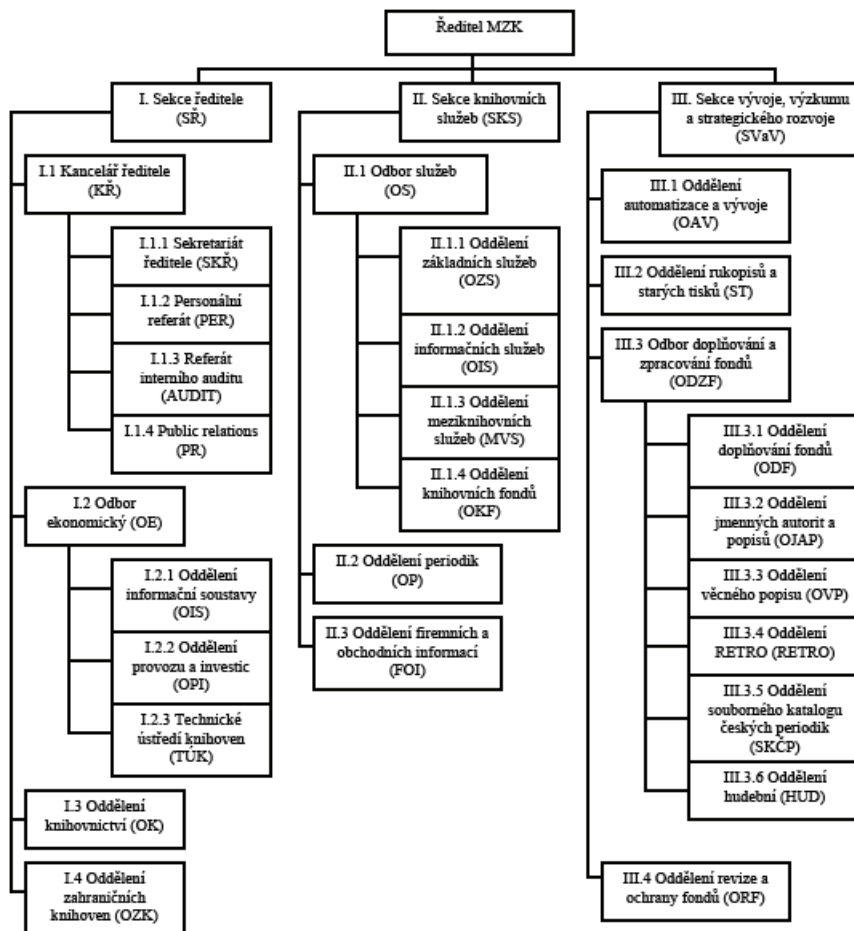 Ředitel MZK
I. Sekce ředitele
(SŘ)
I.1 Kancelář ředitele
(KŘ)
I.1.1 Sekretariát
ředitele (SKŘ)
I.1.2 Personální
referát (PER)
I.1.3 Referát
interního auditu
(AUDIT)
I.1.4 Public relations
(PR)
I.2 Odbor
ekonomický (OE)
I.2.1 Oddělení
informační soustavy
(OIS)
I.2.2 Oddělení
provozu a investic
(OPI)
I.2.3 Technické
ústředí knihoven
(TÚK)
I.3 Oddělení
knihovnictví (OK)
I.4 Oddělení
zahraničních
knihoven (OZK)
II. Sekce knihovních
služeb (SKS)
II.1 Odbor služeb
(OS)
II.1.1 Oddělení
základních služeb
(OZS)
II.1.2 Oddělení
informačních služeb
(OIS)
II.1.3 Oddělení
meziknihovních
služeb (MVS)
II.1.4 Oddělení
knihovních fondů
(OKF)
II.2 Oddělení periodik
(OP)
II.3 Oddělení firemních a
obchodních informací
(FOI)
III. Sekce vývoje, výzkumu
a strategického rozvoje
(SVaV)
III.1 Oddělení
automatizace a vývoje
(OAV)
III.2 Oddělení rukopisů a
starých tisků (ST)
III.3 Odbor doplňování a
zpracování fondů
(ODZF)
III.3.1 Oddělení
doplňování fondů
(ODF)
III.3.2 Oddělení
jmenných autorit a
popisů (OJAP)
III.3.3 Oddělení
věcného popisu (OVP)
III.3.4 Oddělení
RETRO (RETRO)
III.3.5 Oddělení
souborného katalogu
českých periodik
(SKČP)
III.3.6 Oddělení
hudební (HUD)
III.4 Oddělení revize a
ochrany fondů (ORF)